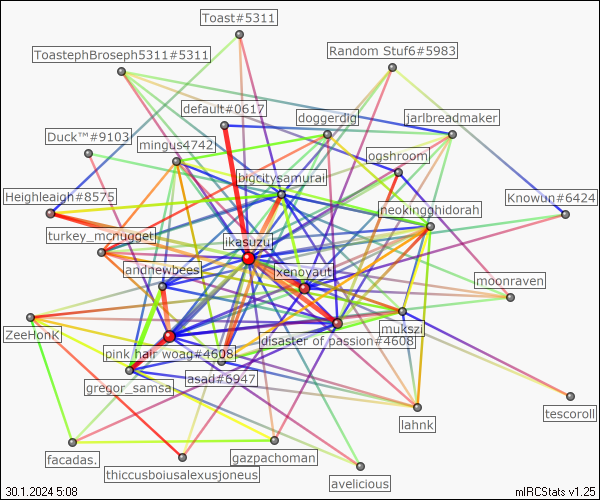 Toast#5311
ToastephBroseph5311#5311
Random Stuf6#5983
default#0617
doggerdig
jarlbreadmaker
Duck™#9103
mingus4742
ogshroom
bigcitysamurai
Heighleaigh#8575
Knowun#6424
neokingghidorah
turkey_mcnugget
ikasuzu
andnewbees
xenoyaut
moonraven
ZeeHonK
mukszi
pink hair woag#4608
disaster of passion#4608
gregor_samsa
asad#6947
tescoroll
lahnk
facadas.
gazpachoman
thiccusboiusalexusjoneus
avelicious
30.1.2024 5:08
mIRCStats v1.25